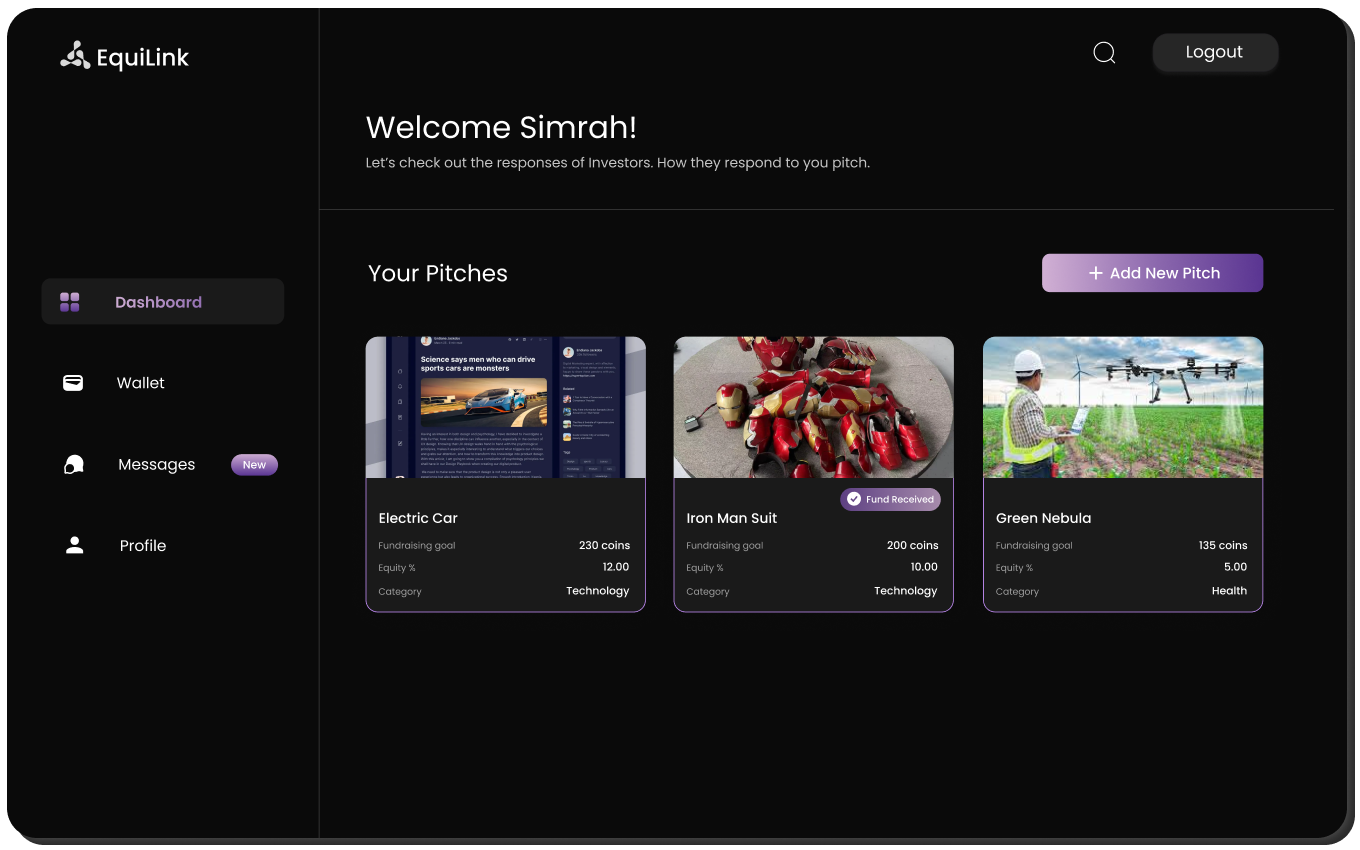 EquiLink
Logout
Welcome Simrah!
Let's check out the responses of Investors. How they respond to you pitch.
Your Pitches
+ Add New Pitch
Dashboard
Wallet
Messages
New
Profile
Science says men who can drive
sports cars are monsters
Electric Car
Fundraising goal 230 coins
Equity % 12.00
Category Technology
Fund Received
Iron Man Suit
Fundraising goal 200 coins
Equity % 10.00
Category Technology
Green Nebula
Fundraising goal 135 coins
Equity % 5.00
Category Health